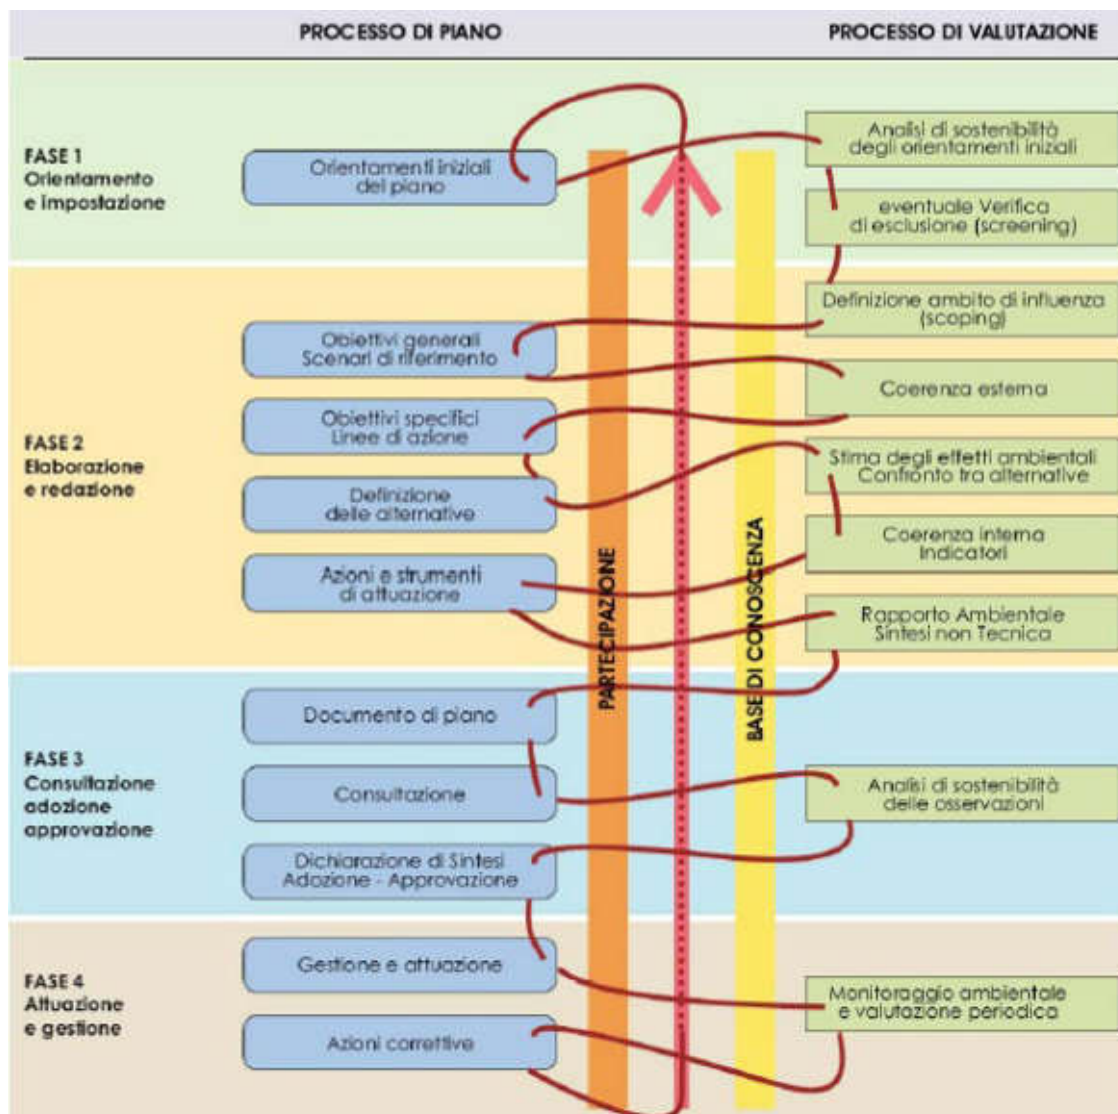 PROCESSO DI PIANO
PROCESSO DI VALUTAZIONE
FASE 1
Orientamento
e impostazione
Orientamenti iniziali
del piano
Analisi di sostenibilità
degli orientamenti iniziali
eventuale Verifica
di esclusione (screening)
FASE 2
Elaborazione
e redazione
Obiettivi generali
Scenari di riferimento
Obiettivi specifici
Linee di azione
Definizione
delle alternative
Azioni e strumenti
di attuazione
Definizione ambito di influenza
(scoping)
Coerenza esterna
Stima degli effetti ambientali
Confronto tra alternative
Coerenza interna
Indicatori
Rapporto Ambientale
Sintesi non Tecnica
PARTECIPAZIONE
BASE DI CONOSCENZA
FASE 3
Consultazione
adozione
approvazione
Documento di piano
Consultazione
Dichiarazione di Sintesi
Adozione - Approvazione
Analisi di sostenibilità
delle osservazioni
FASE 4
Attuazione
e gestione
Gestione e attuazione
Azioni correttive
Monitoraggio ambientale
e valutazione periodica